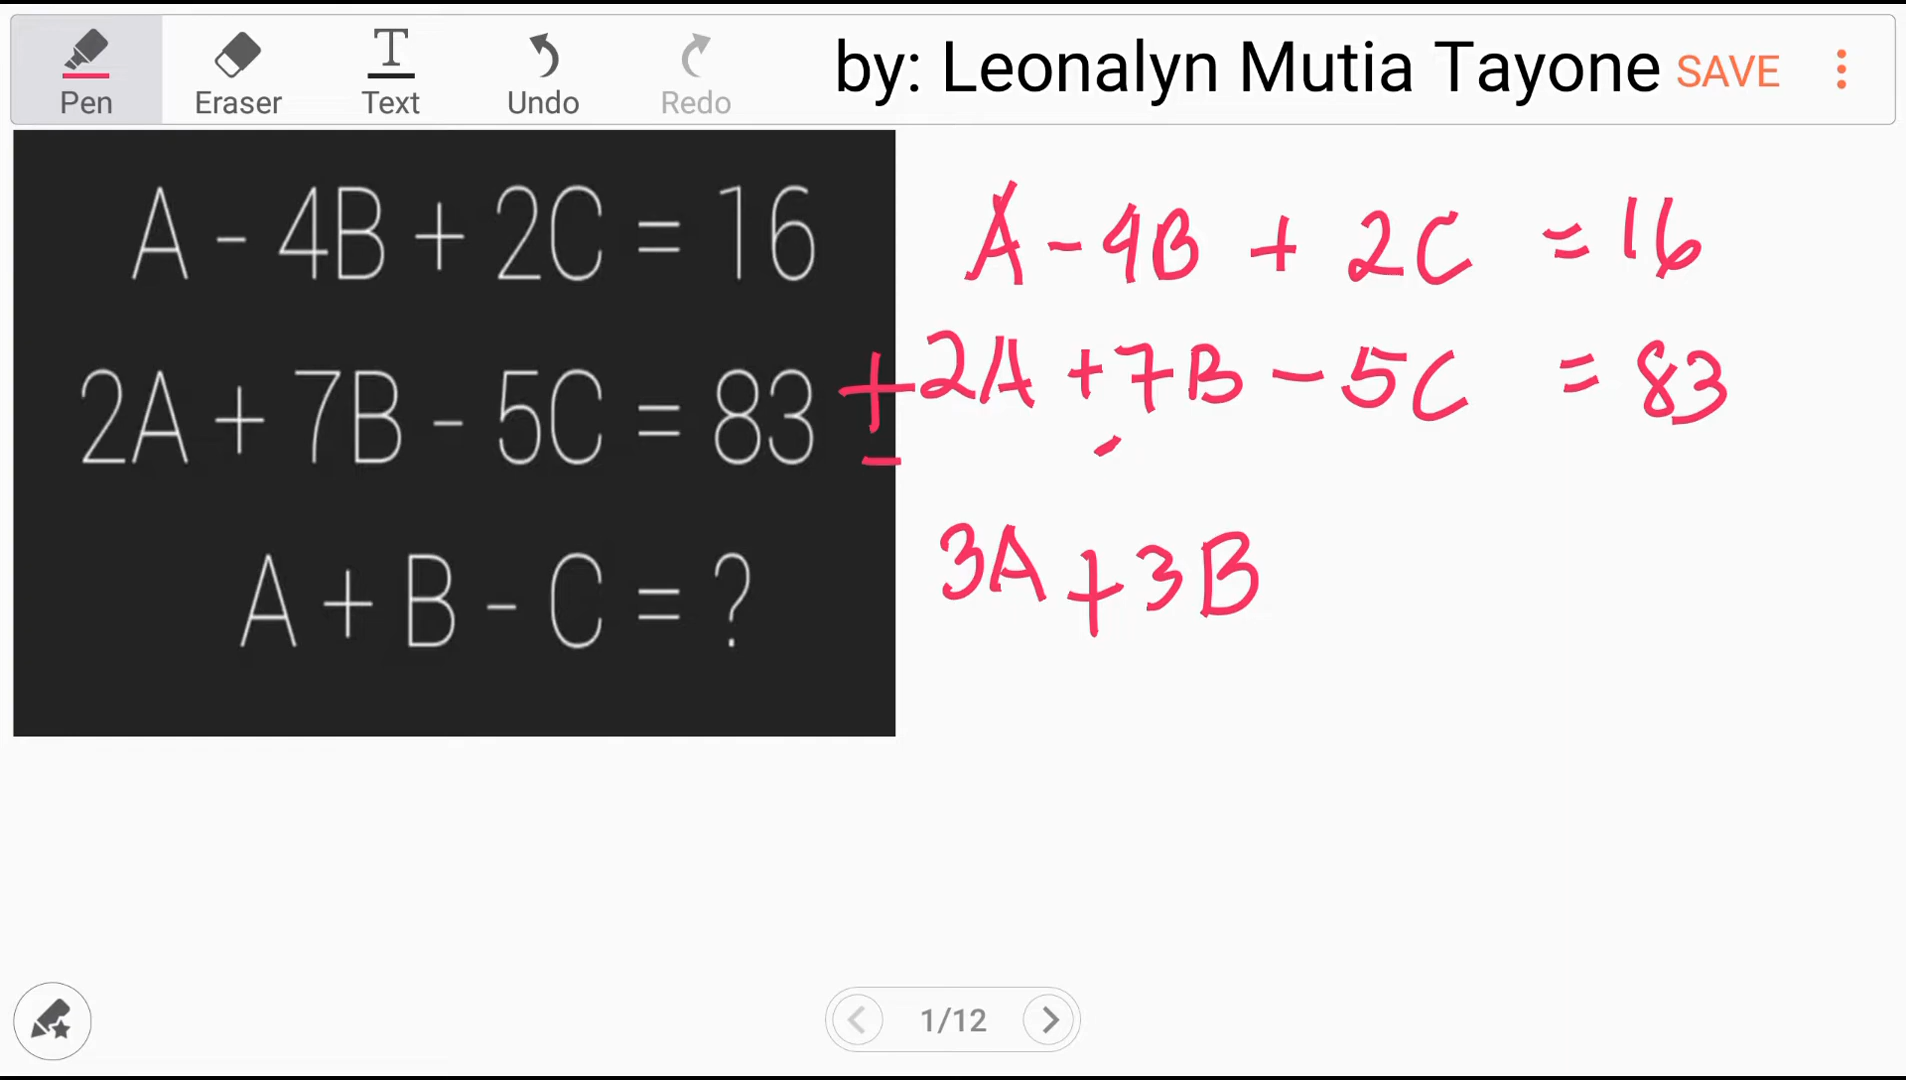 Pen Eraser Text Undo Redo by: Leonalyn Mutia Tayone SAVE
A - 4B + 2C = 16
2A + 7B - 5C = 83
A + B - C = ?
A - 4B + 2C = 16
+ 2A + 7B - 5C = 83
3A + 3B
1/12